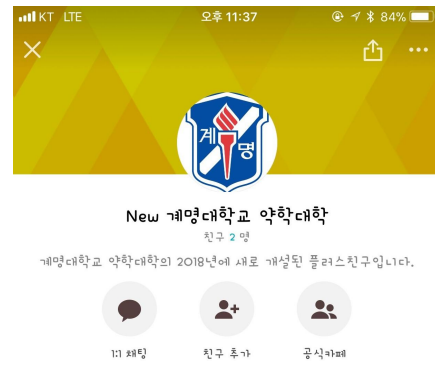 KT LTE 오후 11:37 84%
계명
New 계명대학교 약학대학
친구 2 명
계명대학교 약학대학의 2018년에 새로 개설된 플러스친구입니다.
1:1 채팅 친구 추가 공식카페